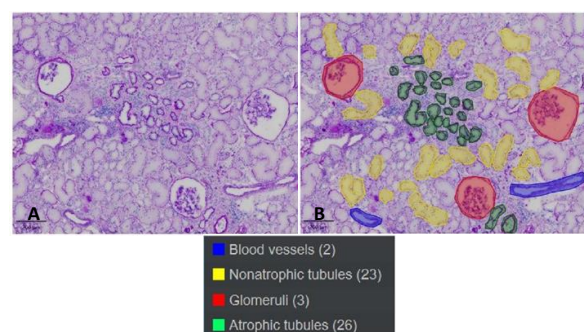 A
B
Blood vessels (2)
Nonatrophic tubules (23)
Glomeruli (3)
Atrophic tubules (26)